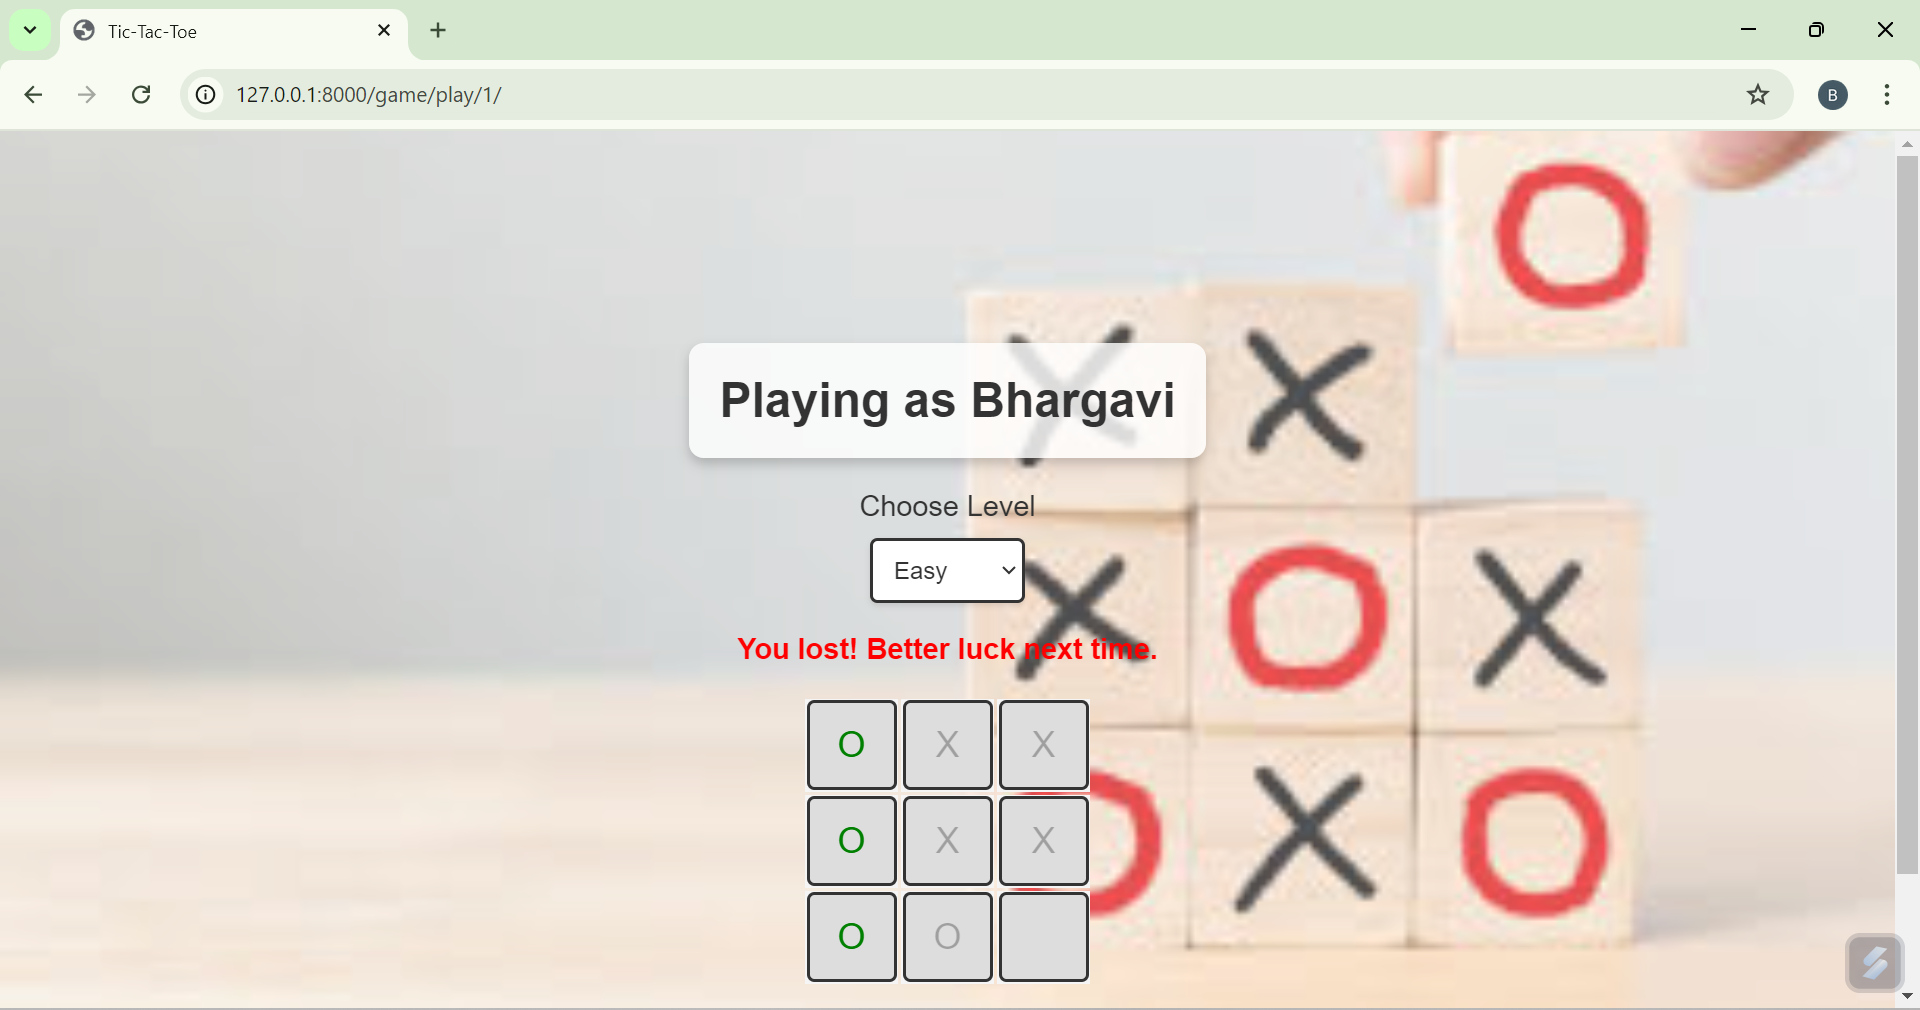 Tic-Tac-Toe
127.0.0.1:8000/game/play/1/
B
Playing as Bhargavi
Choose Level
Easy
You lost! Better luck next time.
O X X
O X X
O O
O
X X
X O X
O X O